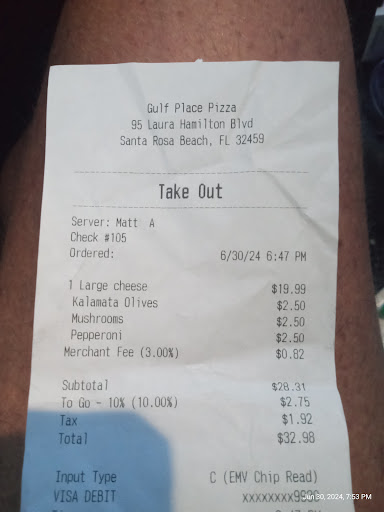 Gulf Place Pizza
95 Laura Hamilton Blvd
Santa Rosa Beach, FL 32459
Take Out
Server: Matt A
Check #105
Ordered: 6/30/24 6:47 PM
1 Large cheese $19.99
Kalamata Olives $2.50
Mushrooms $2.50
Pepperoni $2.50
Merchant Fee (3.00%) $0.82
Subtotal $28.31
To Go - 10% (10.00%) $2.75
Tax $1.92
Total $32.98
Input Type C (EMV Chip Read)
VISA DEBIT
Jun 30, 2024, 7:53 PM